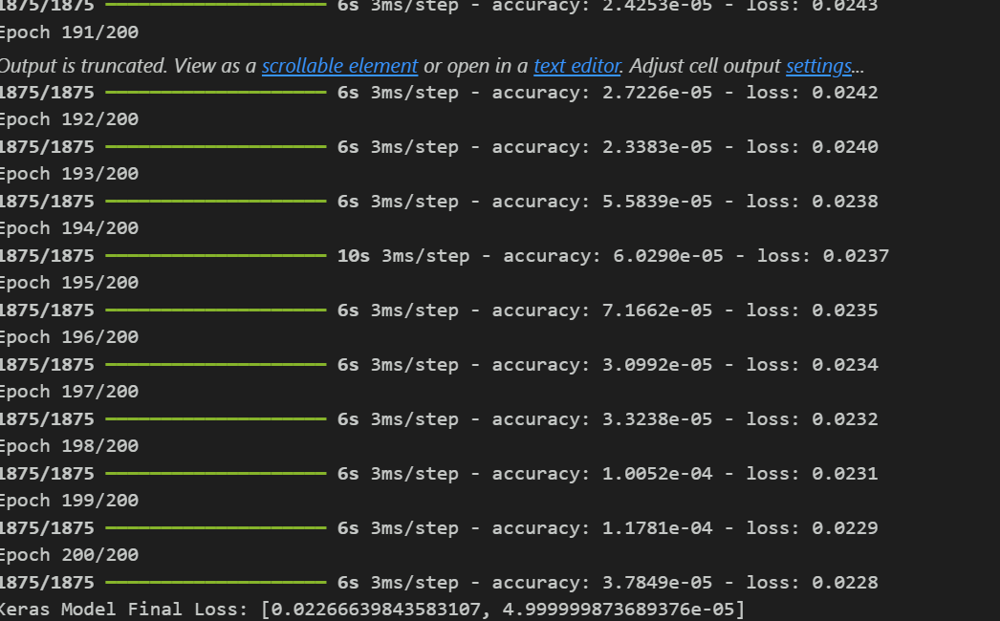 1875/1875 ━━━━━━━━━━━━━━━━━━━━ 6s 3ms/step - accuracy: 2.4253e-05 - loss: 0.0243
Epoch 191/200
Output is truncated. View as a scrollable element or open in a text editor. Adjust cell output settings...
1875/1875 ━━━━━━━━━━━━━━━━━━━━ 6s 3ms/step - accuracy: 2.7226e-05 - loss: 0.0242
Epoch 192/200
1875/1875 ━━━━━━━━━━━━━━━━━━━━ 6s 3ms/step - accuracy: 2.3383e-05 - loss: 0.0240
Epoch 193/200
1875/1875 ━━━━━━━━━━━━━━━━━━━━ 6s 3ms/step - accuracy: 5.5839e-05 - loss: 0.0238
Epoch 194/200
1875/1875 ━━━━━━━━━━━━━━━━━━━━ 10s 3ms/step - accuracy: 6.0290e-05 - loss: 0.0237
Epoch 195/200
1875/1875 ━━━━━━━━━━━━━━━━━━━━ 6s 3ms/step - accuracy: 7.1662e-05 - loss: 0.0235
Epoch 196/200
1875/1875 ━━━━━━━━━━━━━━━━━━━━ 6s 3ms/step - accuracy: 3.0992e-05 - loss: 0.0234
Epoch 197/200
1875/1875 ━━━━━━━━━━━━━━━━━━━━ 6s 3ms/step - accuracy: 3.3238e-05 - loss: 0.0232
Epoch 198/200
1875/1875 ━━━━━━━━━━━━━━━━━━━━ 6s 3ms/step - accuracy: 1.0052e-04 - loss: 0.0231
Epoch 199/200
1875/1875 ━━━━━━━━━━━━━━━━━━━━ 6s 3ms/step - accuracy: 1.1781e-04 - loss: 0.0229
Epoch 200/200
1875/1875 ━━━━━━━━━━━━━━━━━━━━ 6s 3ms/step - accuracy: 3.7849e-05 - loss: 0.0228
Keras Model Final Loss: [0.02266639843583107, 4.999999873689376e-05]